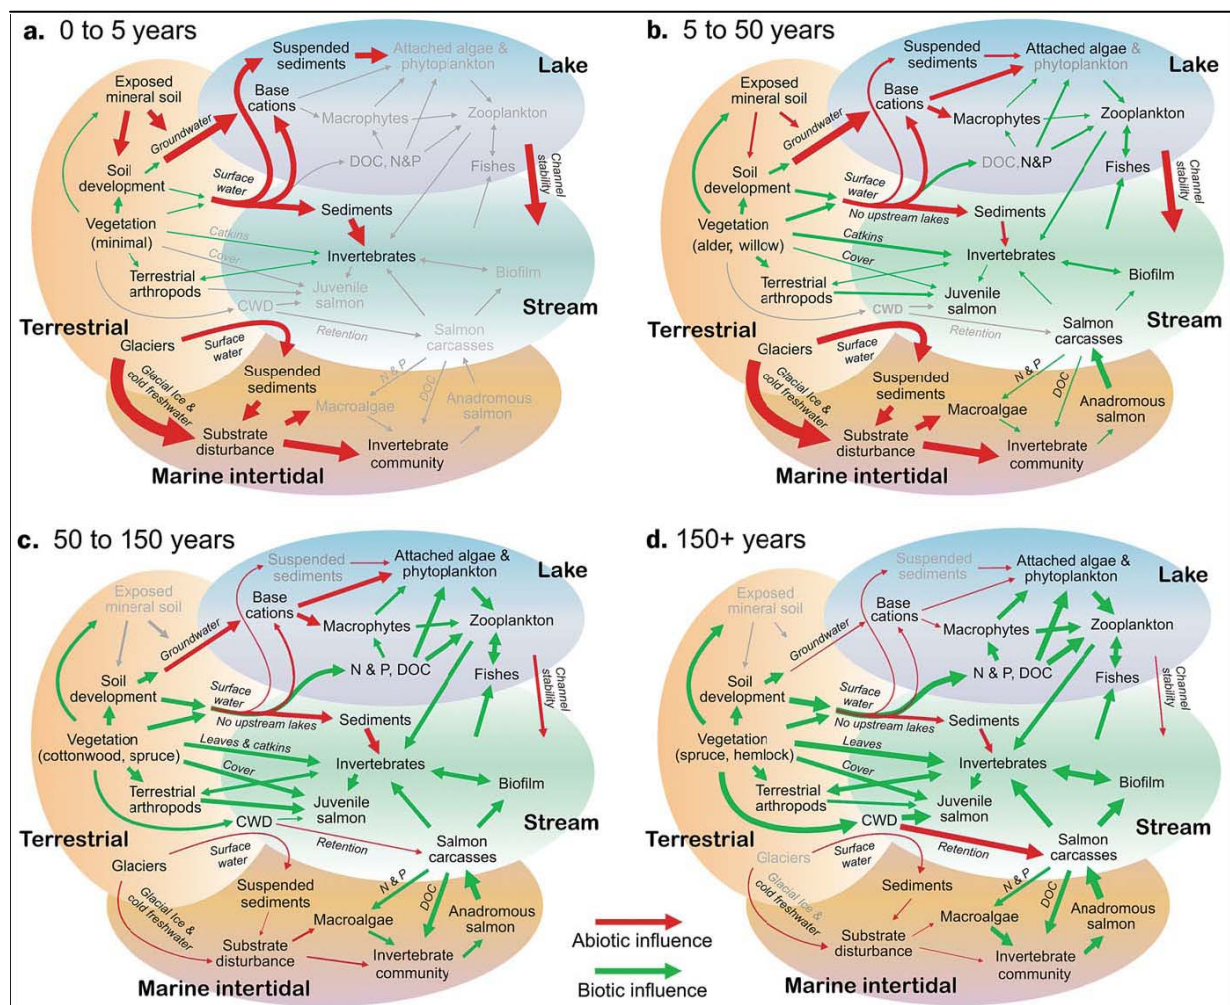 a. 0 to 5 years
Suspended
sediments
Attached algae &
phytoplankton
Lake
Exposed
mineral soil
Base
cations
Groundwater
Macrophytes
Zooplankton
Soil
development
DOC, N&P
Fishes
Channel
stability
Surface
water
Sediments
Vegetation
(minimal)
Catkins
Cover
Invertebrates
Terrestrial
arthropods
Juvenile
salmon
Biofilm
CWD
Stream
Terrestrial
Retention
Salmon
carcasses
Glaciers
Surface
water
Suspended
sediments
N & P
DOC
Glacial Ice &
cold freshwater
Macroalgae
Anadromous
salmon
Substrate
disturbance
Invertebrate
community
Marine intertidal
b. 5 to 50 years
Suspended
sediments
Attached algae &
phytoplankton
Lake
Exposed
mineral soil
Base
cations
Groundwater
Macrophytes
Zooplankton
Soil
development
DOC, N&P
Fishes
Channel
stability
Surface
water
No upstream lakes
Sediments
Vegetation
(alder, willow)
Catkins
Cover
Invertebrates
Terrestrial
arthropods
Juvenile
salmon
Biofilm
CWD
Stream
Terrestrial
Retention
Salmon
carcasses
Glaciers
Surface
water
Suspended
sediments
N & P
DOC
Glacial Ice &
cold freshwater
Macroalgae
Anadromous
salmon
Substrate
disturbance
Invertebrate
community
Marine intertidal
c. 50 to 150 years
Suspended
sediments
Attached algae &
phytoplankton
Lake
Exposed
mineral soil
Base
cations
Groundwater
Macrophytes
Zooplankton
Soil
development
N & P, DOC
Fishes
Channel
stability
Surface
water
No upstream lakes
Sediments
Vegetation
(cottonwood, spruce)
Leaves & catkins
Cover
Invertebrates
Terrestrial
arthropods
Juvenile
salmon
Biofilm
CWD
Stream
Terrestrial
Retention
Salmon
carcasses
Glaciers
Surface
water
Suspended
sediments
N & P
DOC
Glacial Ice &
cold freshwater
Macroalgae
Anadromous
salmon
Substrate
disturbance
Invertebrate
community
Marine intertidal
d. 150+ years
Suspended
sediments
Attached algae &
phytoplankton
Lake
Exposed
mineral soil
Base
cations
Groundwater
Macrophytes
Zooplankton
Soil
development
N & P, DOC
Fishes
Channel
stability
Surface
water
No upstream lakes
Sediments
Vegetation
(spruce, hemlock)
Leaves
Cover
Invertebrates
Terrestrial
arthropods
Juvenile
salmon
Biofilm
CWD
Stream
Terrestrial
Retention
Salmon
carcasses
Glaciers
Surface
water
Sediments
N & P
DOC
Glacial Ice &
cold freshwater
Macroalgae
Anadromous
salmon
Substrate
disturbance
Invertebrate
community
Marine intertidal
Abiotic influence
Biotic influence